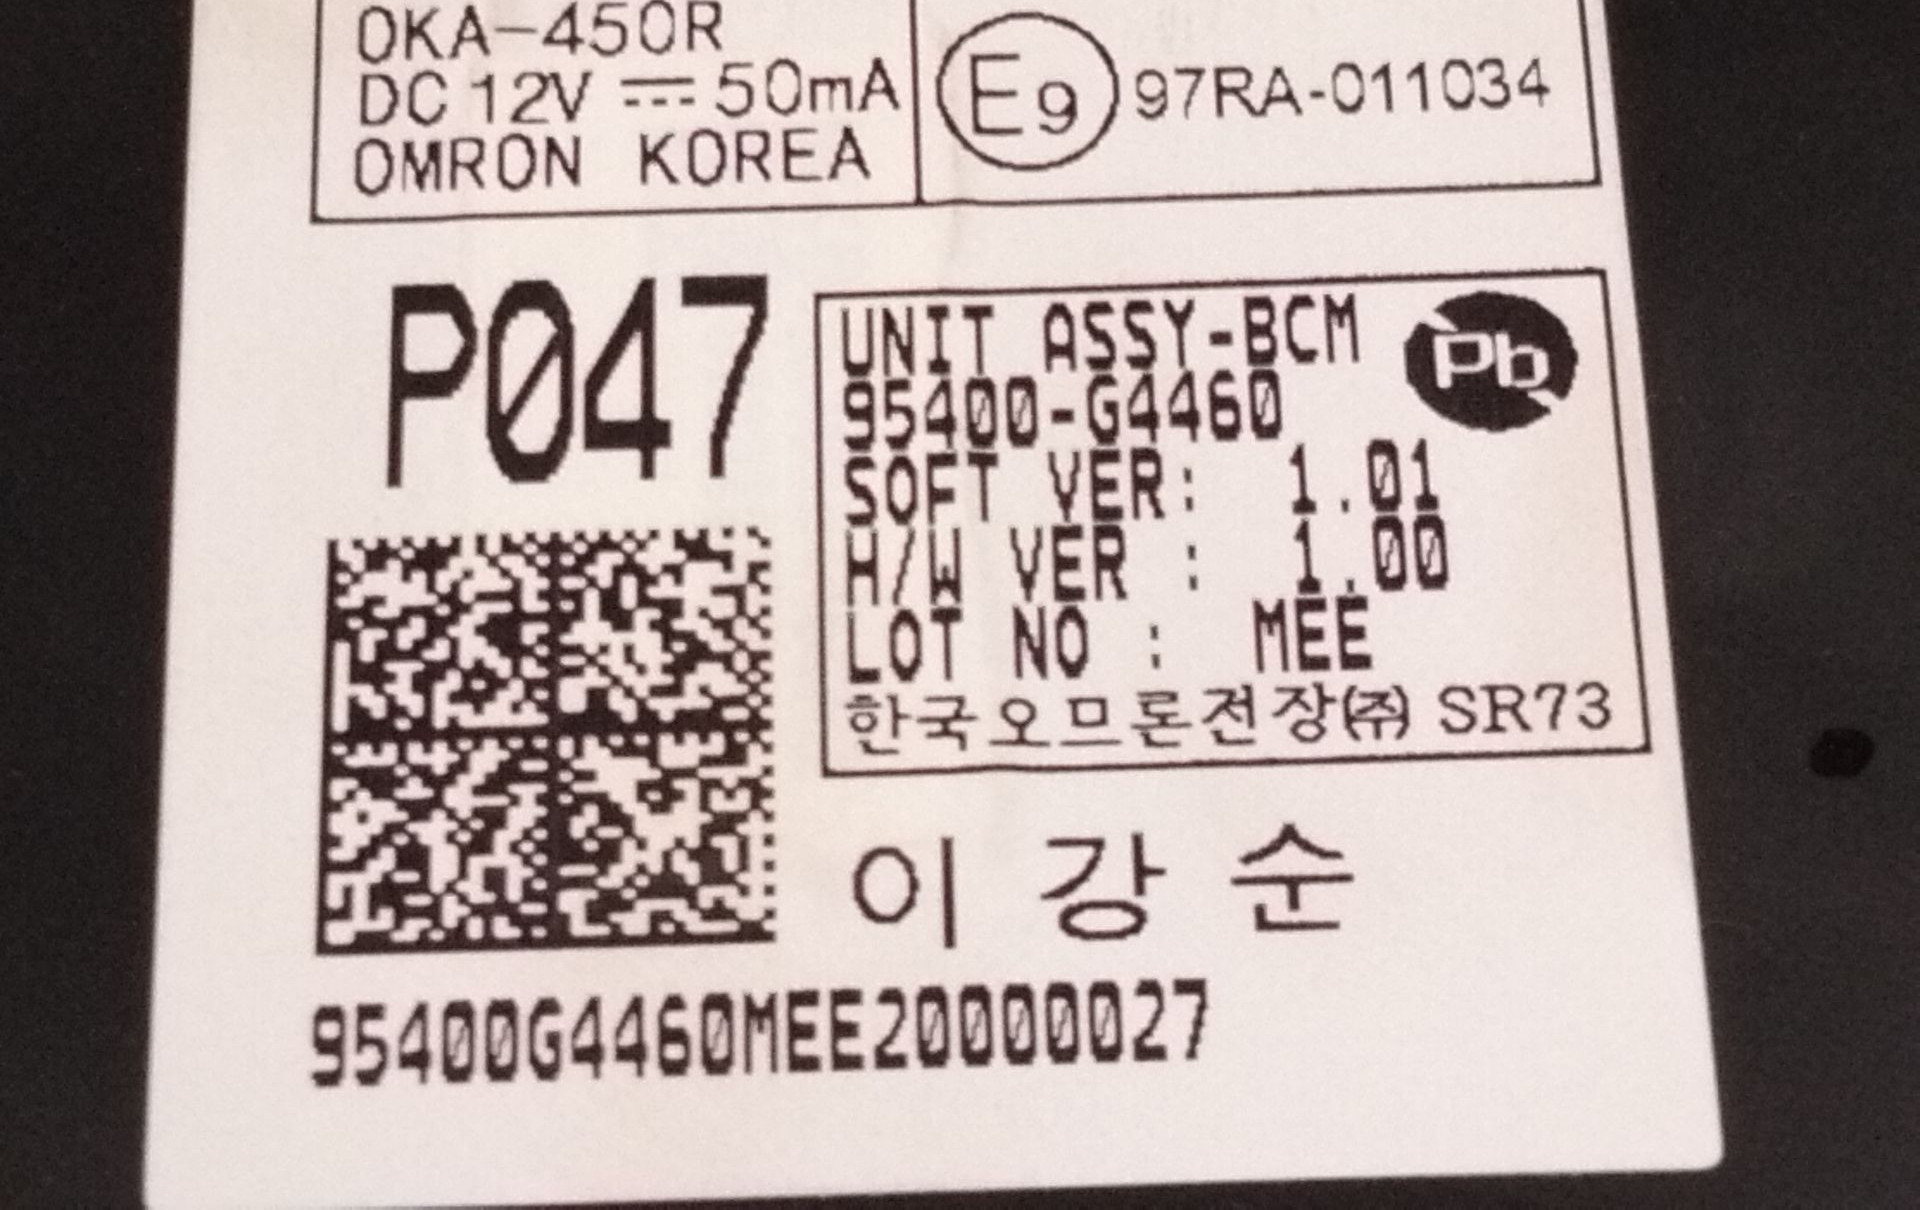 OKA-450R
DC 12V ⎓ 50mA
OMRON KOREA
E9 97RA-011034
P047
UNIT ASSY-BCM
Pb
95400-G4460
SOFT VER: 1.01
H/W VER : 1.00
LOT NO : MEE
한국오므론전장(주) SR73
이강순
95400G4460MEE20000027